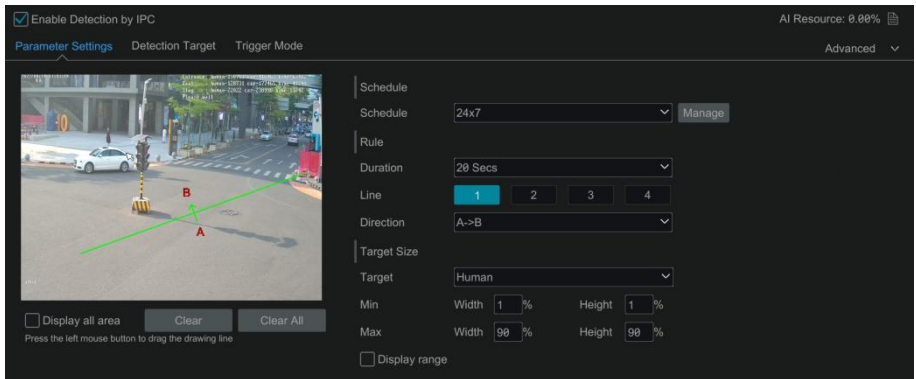 Enable Detection by IPC
AI Resource: 0.00%
Parameter Settings Detection Target Trigger Mode
Advanced
Schedule
Schedule 24x7 Manage
Rule
Duration 20 Secs
Line 1 2 3 4
Direction A->B
Target Size
Target Human
Min Width 1 % Height 1 %
Max Width 90 % Height 90 %
Display range
10
B
A
Display all area Clear Clear All
Press the left mouse button to drag the drawing line